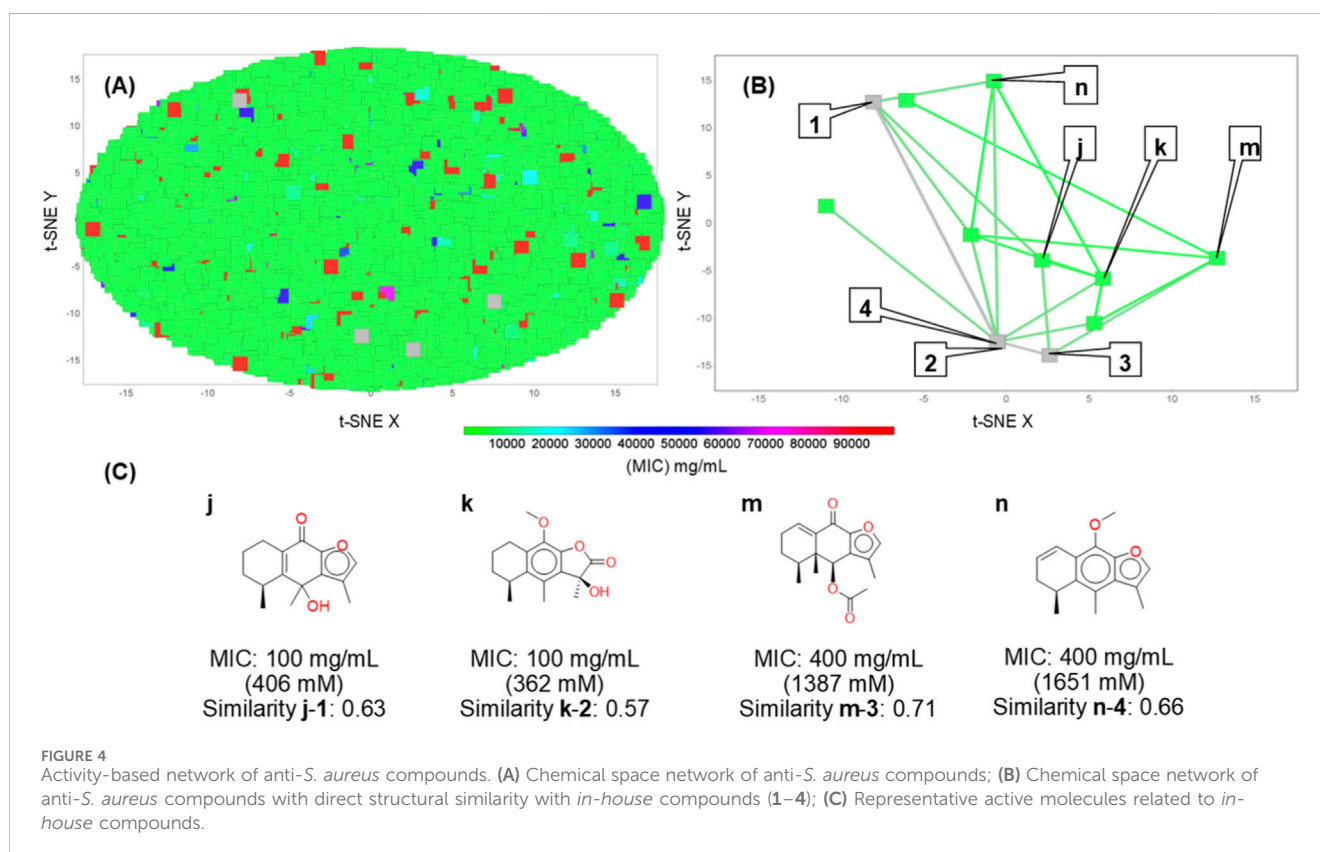 (A)
15
10
5
0
-5
-10
-15
t-SNE Y
-15 -10 -5 0 5 10 15
t-SNE X
(B)
15
10
5
0
-5
-10
-15
t-SNE Y
-15 -10 -5 0 5 10 15
t-SNE X
1
n
j
k
m
4
2
3
10000 20000 30000 40000 50000 60000 70000 80000 90000
(MIC) mg/mL
(C)
j
O
O
OH
MIC: 100 mg/mL
(406 mM)
Similarity j-1: 0.63
k
O
O
O
OH
MIC: 100 mg/mL
(362 mM)
Similarity k-2: 0.57
m
O
O
O
O
MIC: 400 mg/mL
(1387 mM)
Similarity m-3: 0.71
n
O
O
MIC: 400 mg/mL
(1651 mM)
Similarity n-4: 0.66
FIGURE 4
Activity-based network of anti-S. aureus compounds. (A) Chemical space network of anti-S. aureus compounds; (B) Chemical space network of
anti-S. aureus compounds with direct structural similarity with in-house compounds (1–4); (C) Representative active molecules related to in-
house compounds.